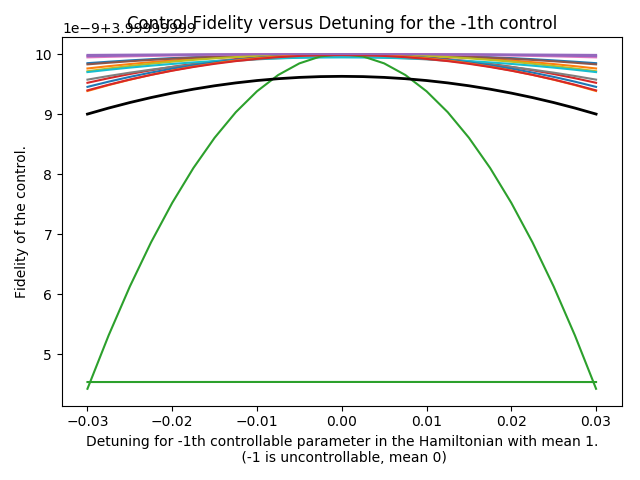 Control Fidelity versus Detuning for the -1th control
1e-9+3.999999999
10
9
8
7
6
5
Fidelity of the control.
−0.03 −0.02 −0.01 0.00 0.01 0.02 0.03
Detuning for -1th controllable parameter in the Hamiltonian with mean 1.
(-1 is uncontrollable, mean 0)